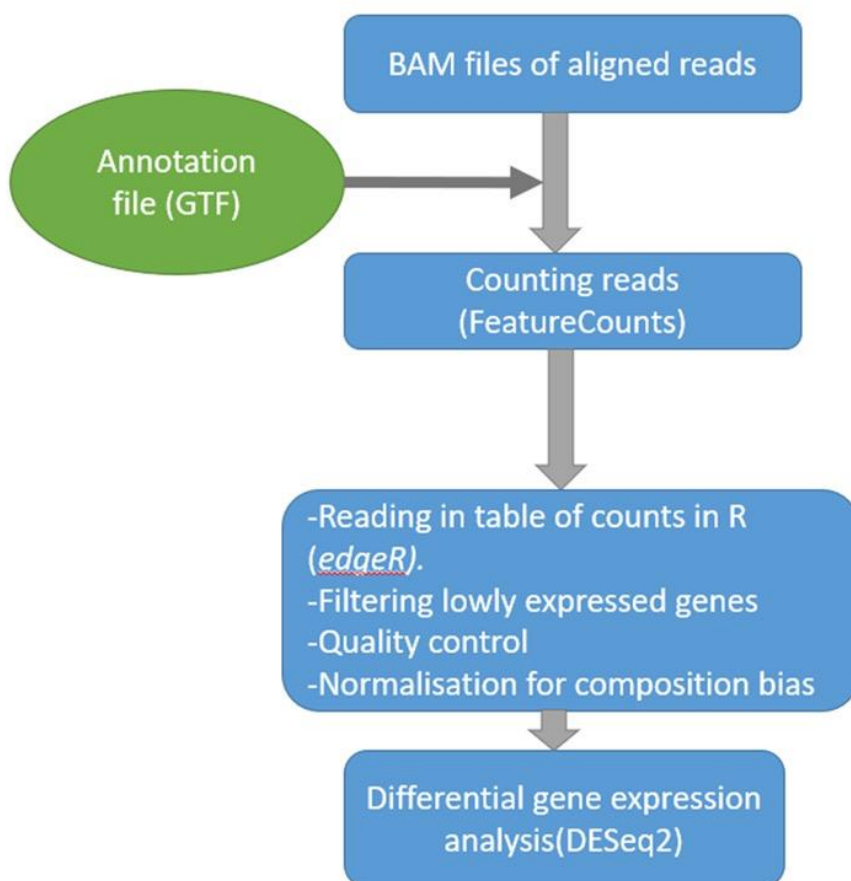 BAM files of aligned reads
Annotation
file (GTF)
Counting reads
(FeatureCounts)
-Reading in table of counts in R
(edgeR).
-Filtering lowly expressed genes
-Quality control
-Normalisation for composition bias
Differential gene expression
analysis(DESeq2)